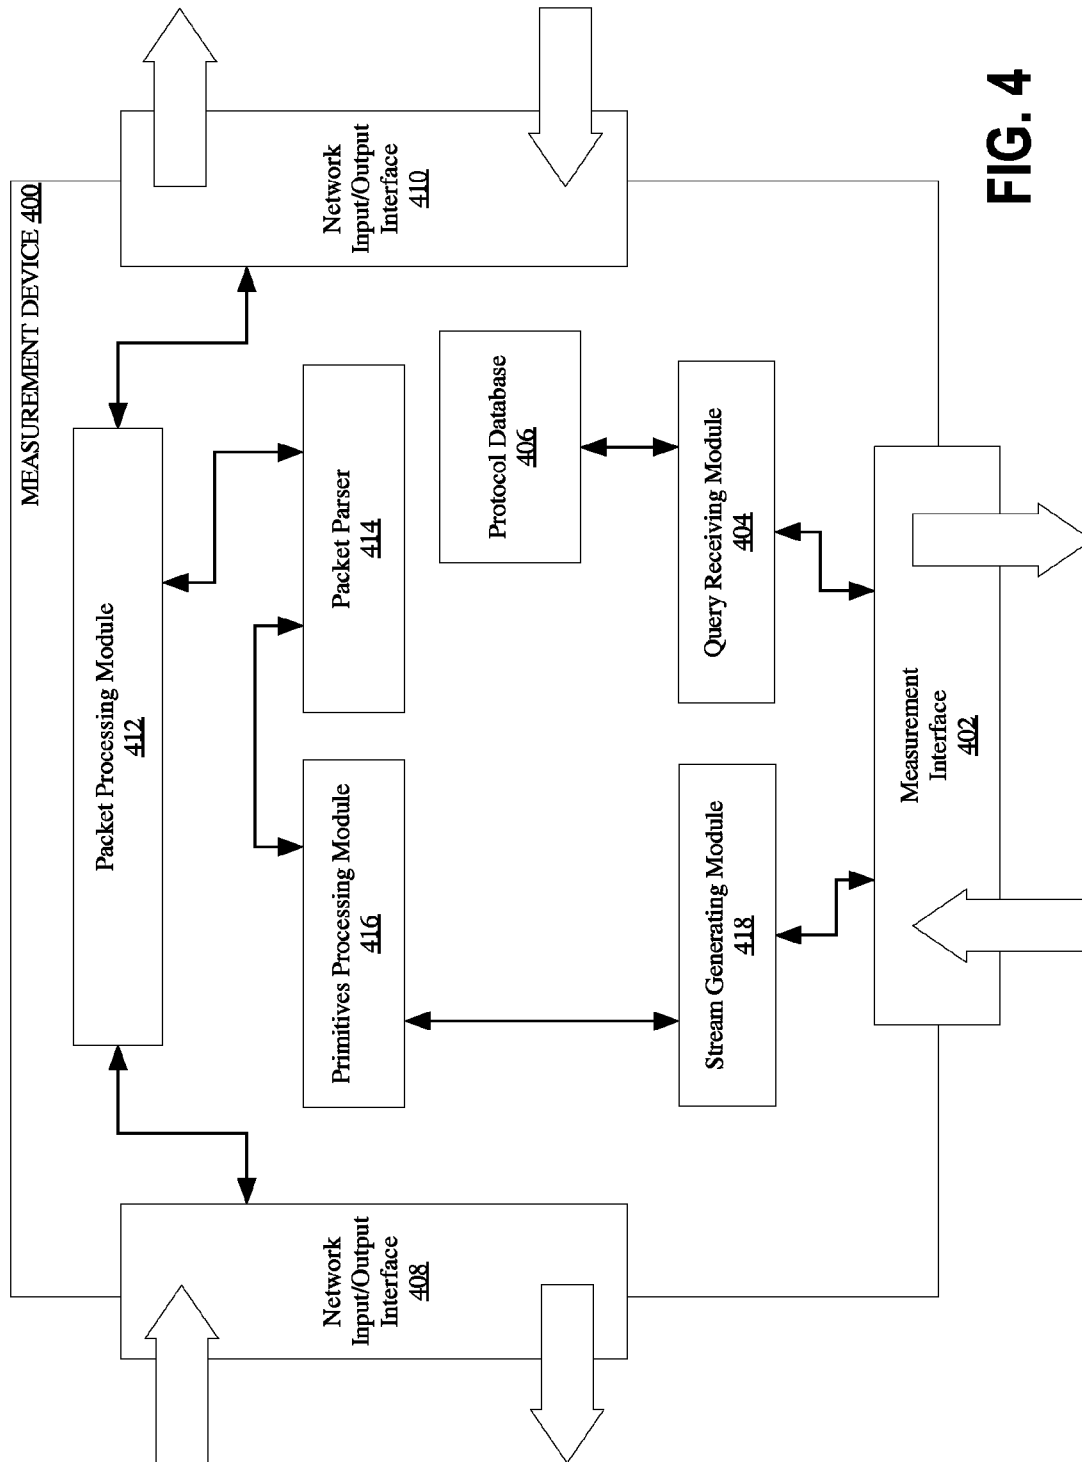 MEASUREMENT DEVICE 400
Packet Processing Module
412
Network
Input/Output
Interface
408
Network
Input/Output
Interface
410
Primitives Processing Module
416
Packet Parser
414
Protocol Database
406
Stream Generating Module
418
Query Receiving Module
404
Measurement
Interface
402
FIG. 4